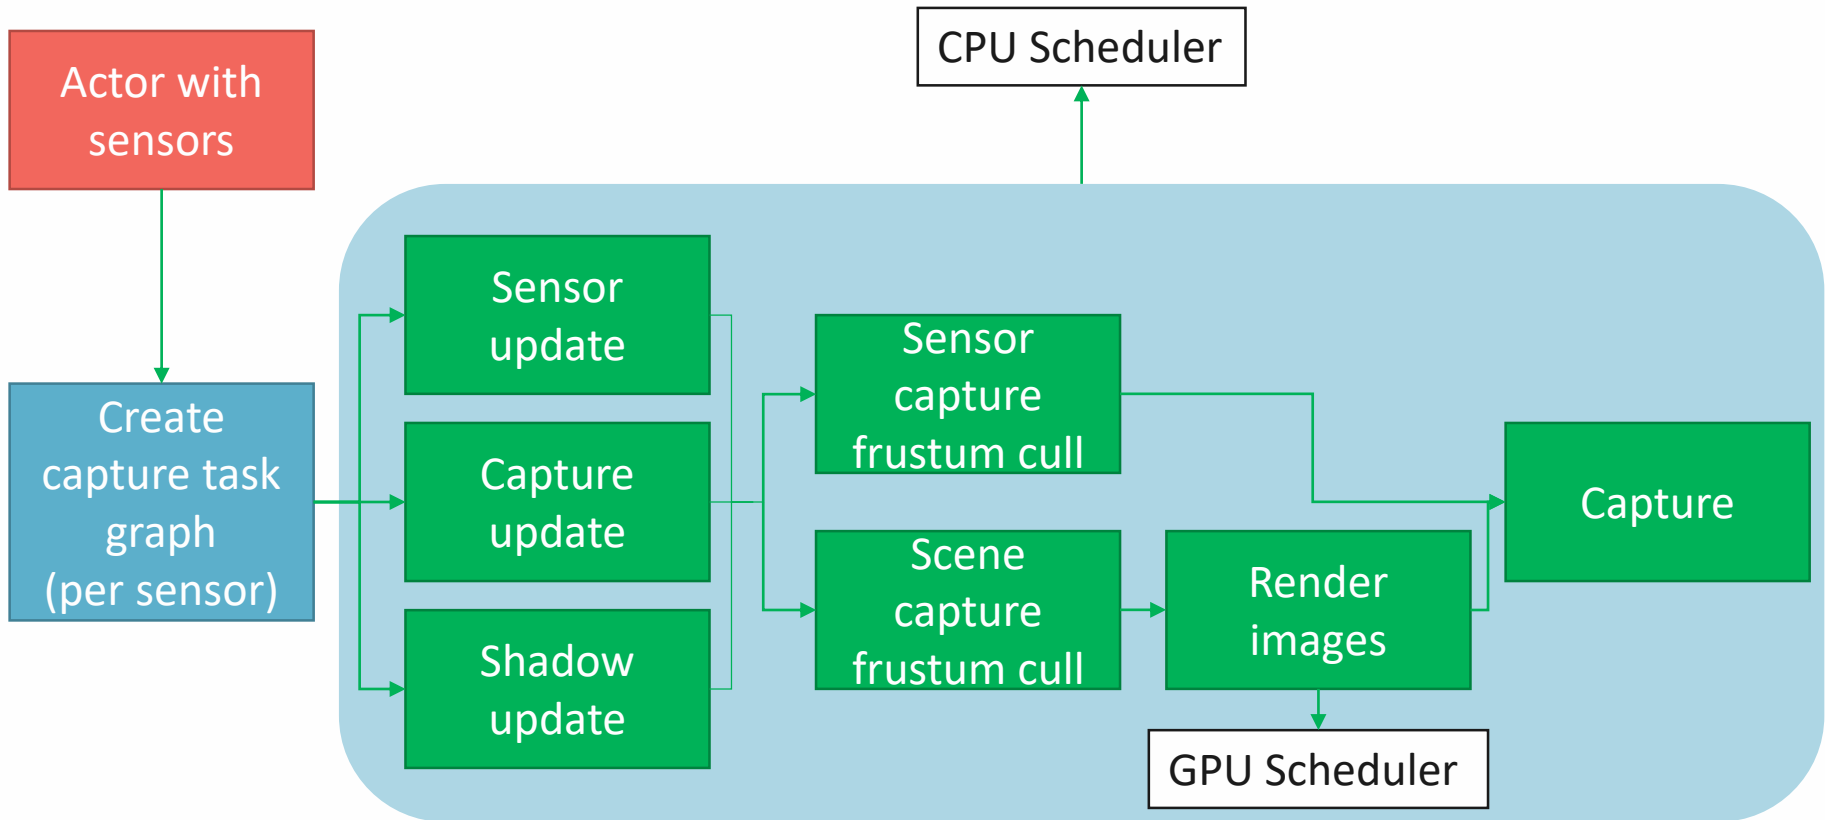 CPU Scheduler
Actor with
sensors
Sensor
update
Sensor
capture
frustum cull
Create
capture task
graph
(per sensor)
Capture
update
Capture
Scene
capture
frustum cull
Render
images
Shadow
update
GPU Scheduler